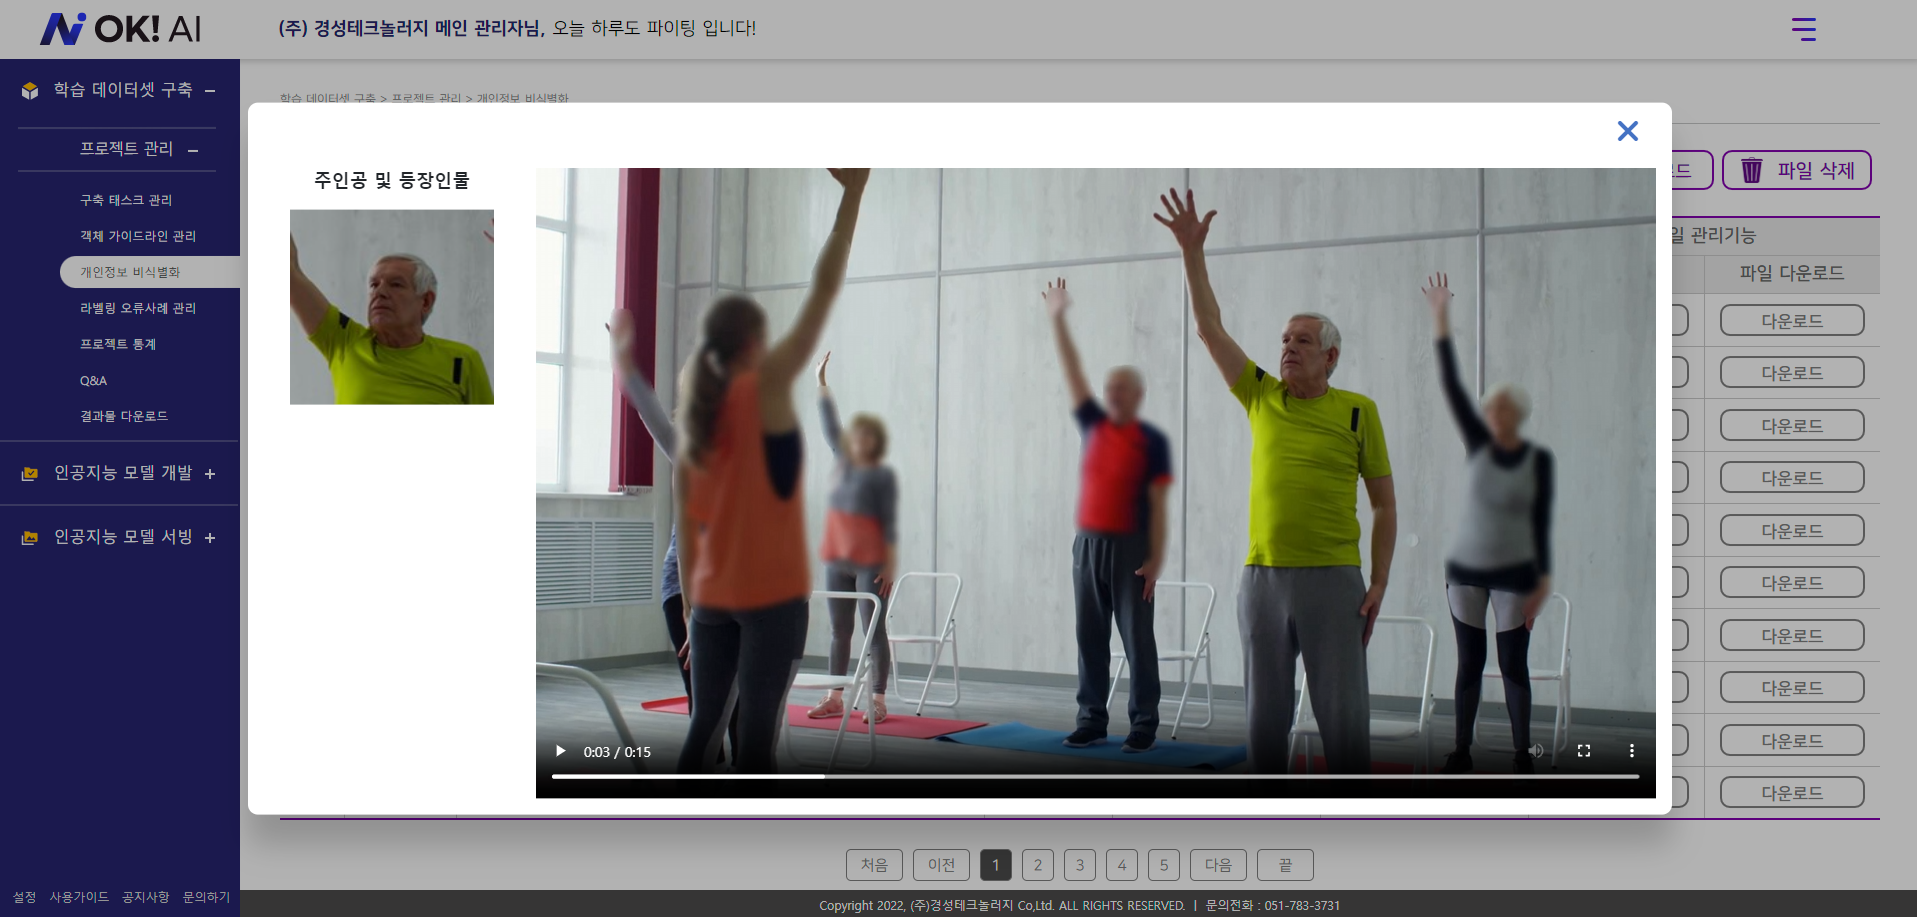 OK! AI
(주) 경성테크놀러지 메인 관리자님, 오늘 하루도 파이팅 입니다!
학습 데이터셋 구축
프로젝트 관리
구축 태스크 관리
객체 가이드라인 관리
개인정보 비식별화
라벨링 오류사례 관리
프로젝트 통계
Q&A
결과물 다운로드
인공지능 모델 개발
인공지능 모델 서빙
설정 사용가이드 공지사항 문의하기
학습 데이터셋 구축 > 프로젝트 관리 > 개인정보 비식별화
로드
파일 삭제
일 관리기능
파일 다운로드
다운로드
다운로드
다운로드
다운로드
다운로드
다운로드
다운로드
다운로드
다운로드
다운로드
주인공 및 등장인물
0:03 / 0:15
처음 이전 1 2 3 4 5 다음 끝
Copyright 2022, (주)경성테크놀러지 Co,Ltd. ALL RIGHTS RESERVED. | 문의전화 : 051-783-3731